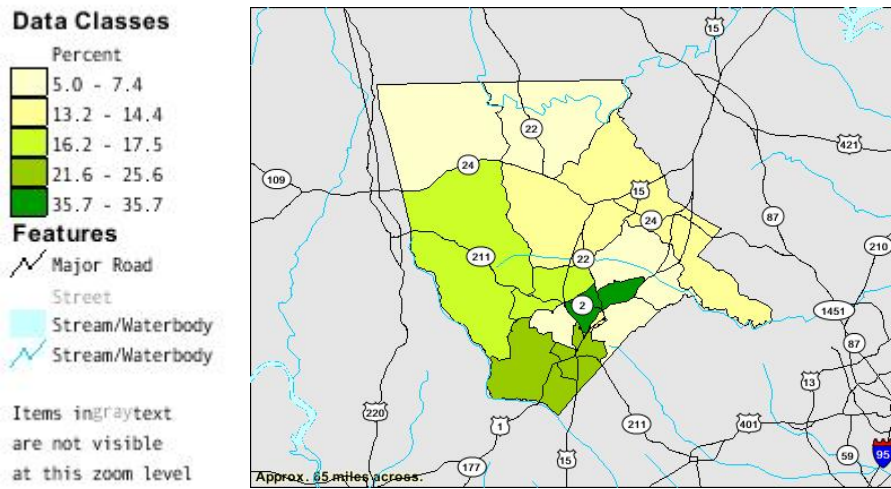 Data Classes
Percent
5.0 - 7.4
13.2 - 14.4
16.2 - 17.5
21.6 - 25.6
35.7 - 35.7
Features
Major Road
Street
Stream/Waterbody
Stream/Waterbody
Items in gray text
are not visible
at this zoom level
15
22
421
24
109
15
24
87
210
211
22
2
1451
87
13
220
1
211
401
59
95
177
15
Approx. 65 miles across.